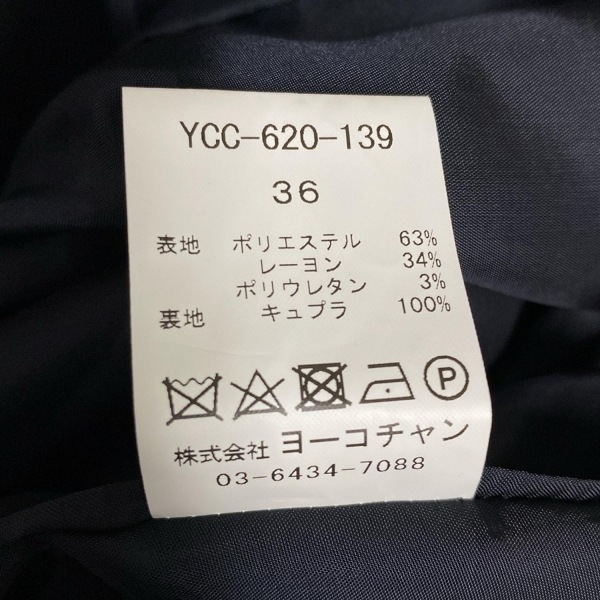 YCC-620-139
36
表地 ポリエステル 63%
レーヨン 34%
ポリウレタン 3%
裏地 キュプラ 100%
P
株式会社 ヨーコチャン
03-6434-7088